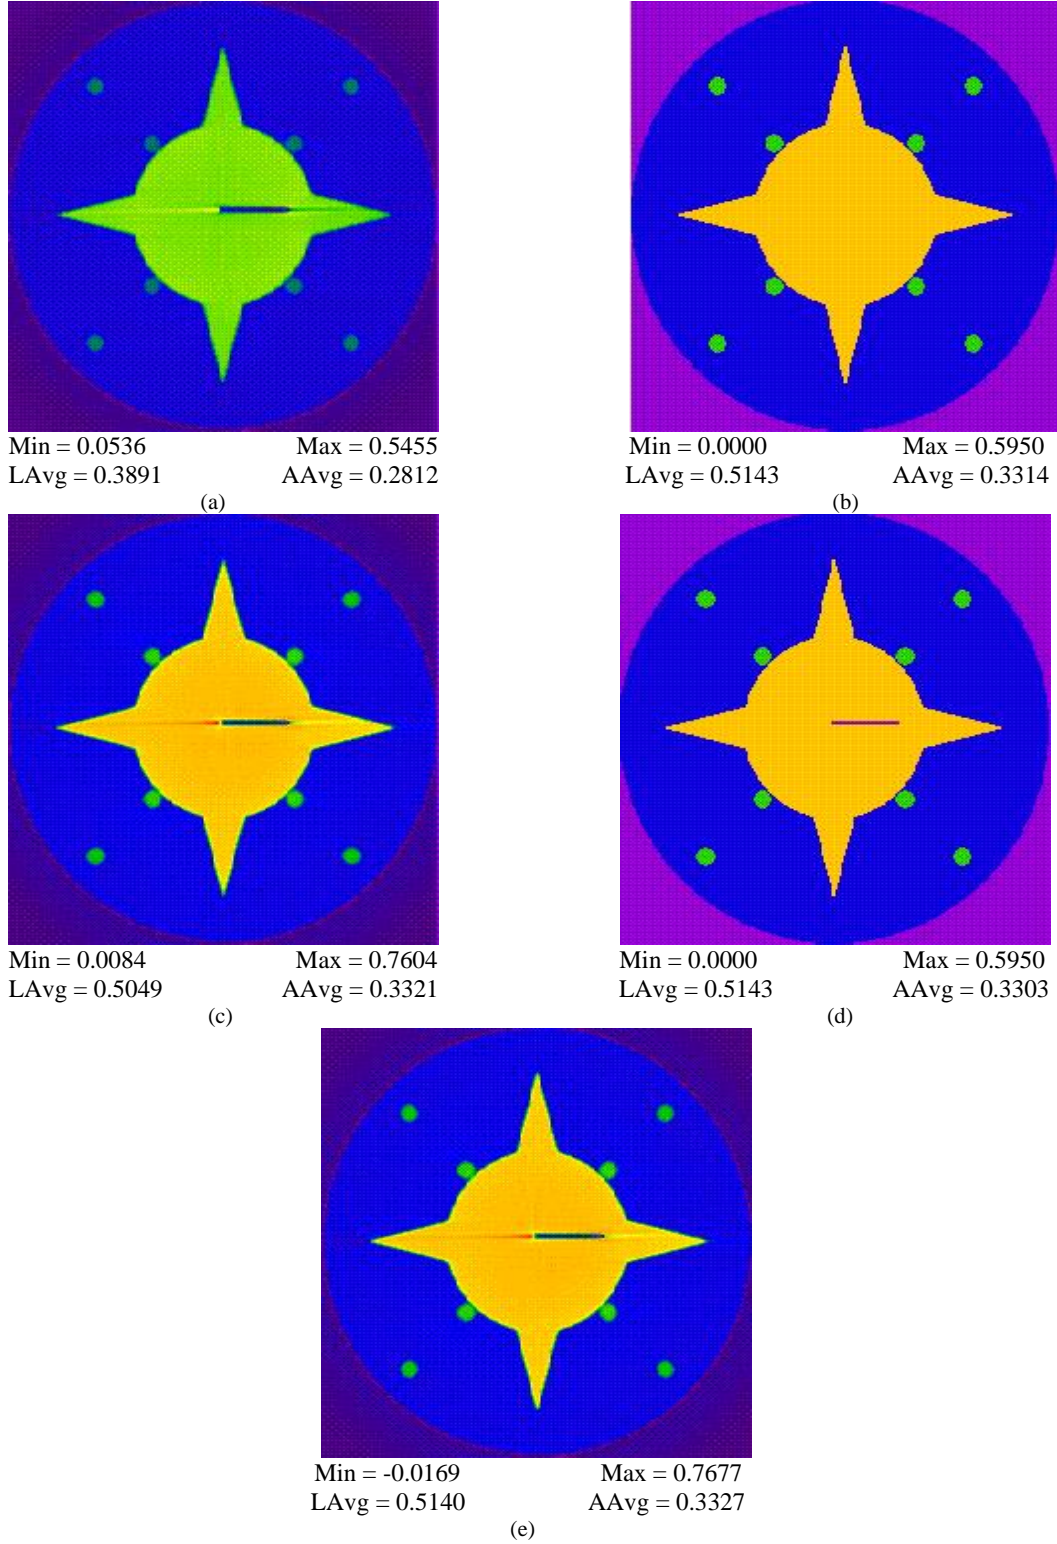 Min = 0.0536 Max = 0.5455
LAvg = 0.3891 AAvg = 0.2812
(a)
Min = 0.0000 Max = 0.5950
LAvg = 0.5143 AAvg = 0.3314
(b)
Min = 0.0084 Max = 0.7604
LAvg = 0.5049 AAvg = 0.3321
(c)
Min = 0.0000 Max = 0.5950
LAvg = 0.5143 AAvg = 0.3303
(d)
Min = -0.0169 Max = 0.7677
LAvg = 0.5140 AAvg = 0.3327
(e)